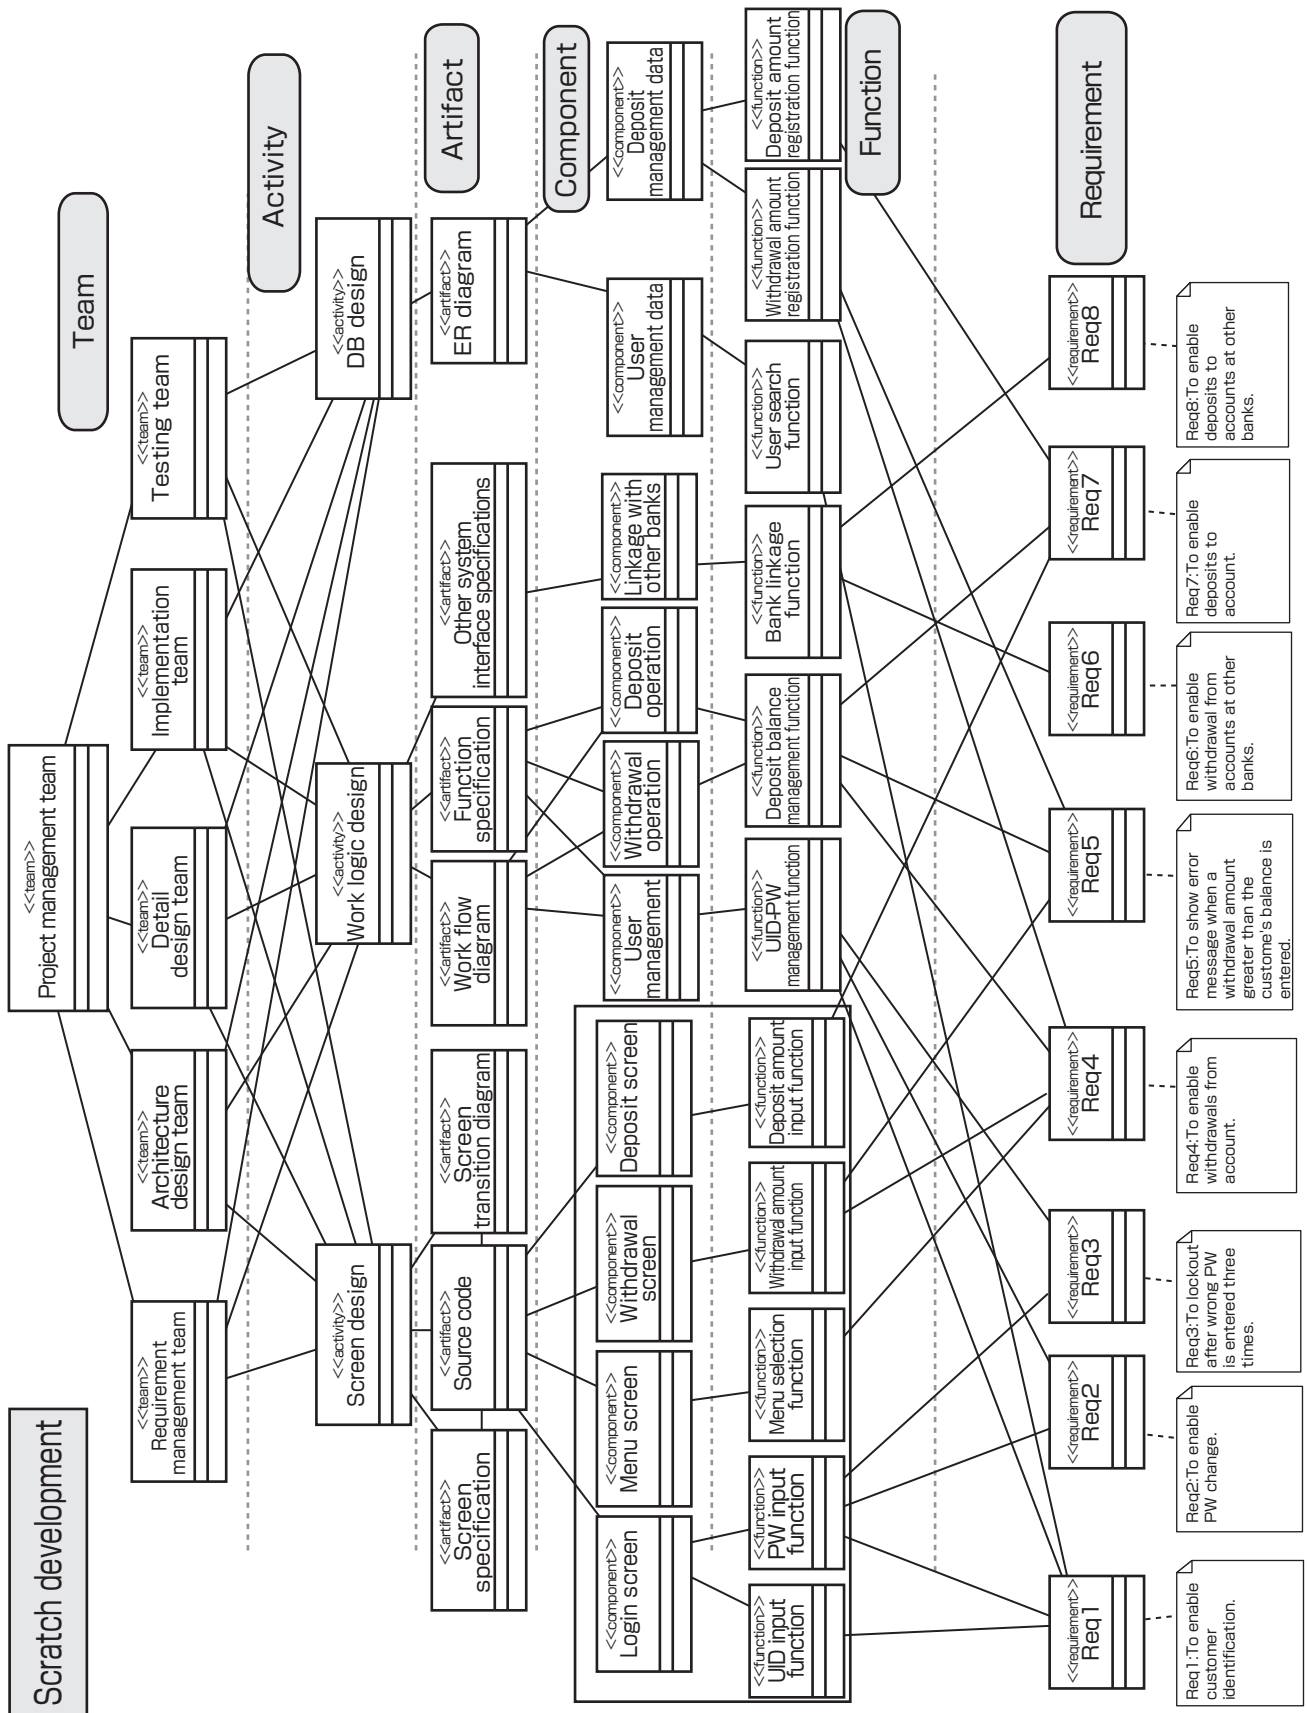 Scratch development
Team
<<team>>
Project management team
<<team>>
Requirement
management team
<<team>>
Architecture
design team
<<team>>
Detail
design team
<<team>>
Implementation
team
<<team>>
Testing team
Activity
<<activity>>
Screen design
<<activity>>
Work logic design
<<activity>>
DB design
Artifact
<<artifact>>
Screen
specification
<<artifact>>
Source code
<<artifact>>
Screen
transition diagram
<<artifact>>
Work flow
diagram
<<artifact>>
Function
specification
<<artifact>>
Other system
interface specifications
<<artifact>>
ER diagram
Component
<<component>>
Login screen
<<component>>
Menu screen
<<component>>
Withdrawal
screen
<<component>>
Deposit screen
<<component>>
User
management
<<component>>
Withdrawal
operation
<<component>>
Deposit
operation
<<component>>
Linkage with
other banks
<<component>>
User
management data
<<component>>
Deposit
management data
<<function>>
UID input
function
<<function>>
PW input
function
<<function>>
Menu selection
function
<<function>>
Withdrawal amount
input function
<<function>>
Deposit amount
input function
<<function>>
UID-PW
management function
<<function>>
Deposit balance
management function
<<function>>
Bank linkage
function
<<function>>
User search
function
<<function>>
Withdrawal amount
registration function
<<function>>
Deposit amount
registration function
Function
Requirement
<<requirement>>
Req1
<<requirement>>
Req2
<<requirement>>
Req3
<<requirement>>
Req4
<<requirement>>
Req5
<<requirement>>
Req6
<<requirement>>
Req7
<<requirement>>
Req8
Req1:To enable
customer
identification.
Req2:To enable
PW change.
Req3:To lockout
after wrong PW
is entered three
times.
Req4:To enable
withdrawals from
account.
Req5:To show error
message when a
withdrawal amount
greater than the
custome's balance is
entered.
Req6:To enable
withdrawal from
accounts at other
banks.
Req7:To enable
deposits to
account.
Req8:To enable
deposits to
accounts at other
banks.